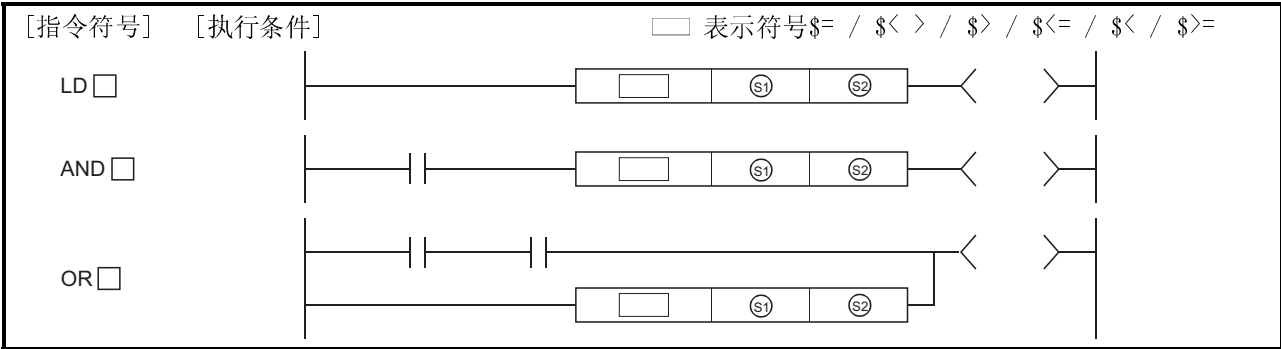 [指令符号] [执行条件] □ 表示符号$= / $< > / $> / $<= / $< / $>=
LD□
□ S1 S2
AND□
□ S1 S2
OR□
□ S1 S2